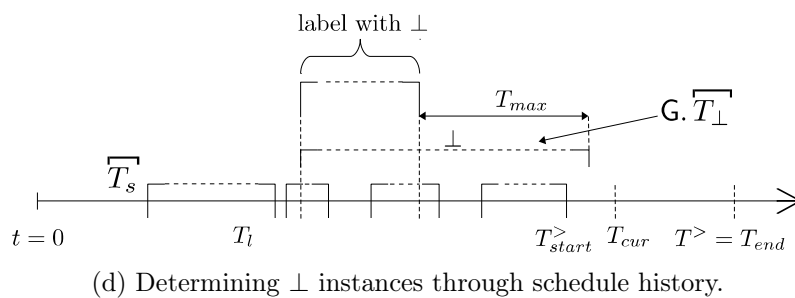 label with ⊥
T_max
G. T_⊥
⊥
T_s
t = 0
T_l
T^>_start
T_cur
T^> = T_end
(d) Determining ⊥ instances through schedule history.